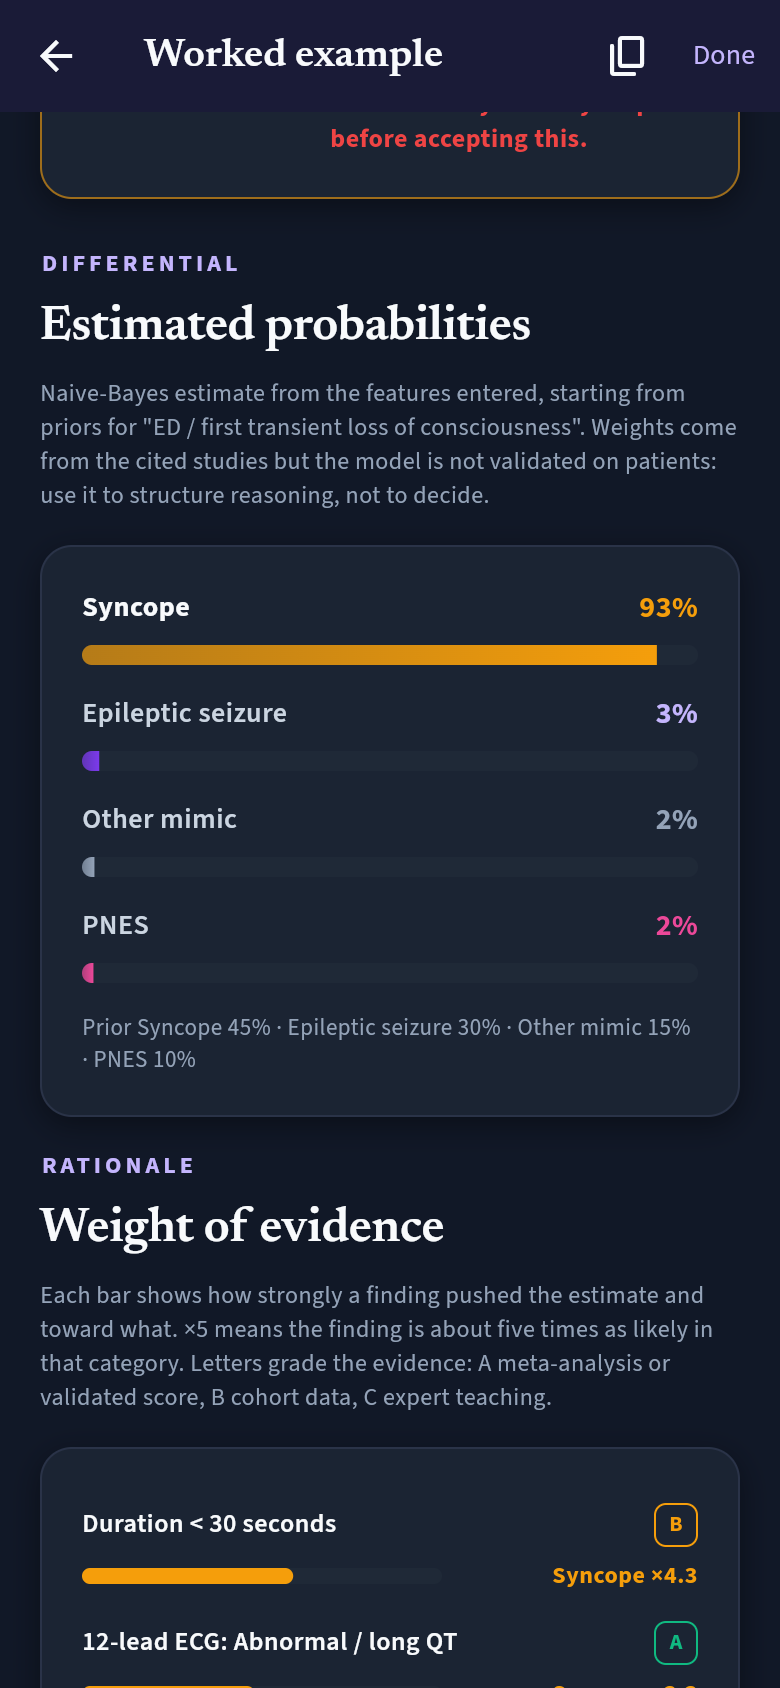 Worked example
Done
before accepting this.
DIFFERENTIAL
Estimated probabilities
Naive-Bayes estimate from the features entered, starting from
priors for "ED / first transient loss of consciousness". Weights come
from the cited studies but the model is not validated on patients:
use it to structure reasoning, not to decide.
Syncope 93%
Epileptic seizure 3%
Other mimic 2%
PNES 2%
Prior Syncope 45% · Epileptic seizure 30% · Other mimic 15%
· PNES 10%
RATIONALE
Weight of evidence
Each bar shows how strongly a finding pushed the estimate and
toward what. ×5 means the finding is about five times as likely in
that category. Letters grade the evidence: A meta-analysis or
validated score, B cohort data, C expert teaching.
Duration < 30 seconds B
Syncope ×4.3
12-lead ECG: Abnormal / long QT A